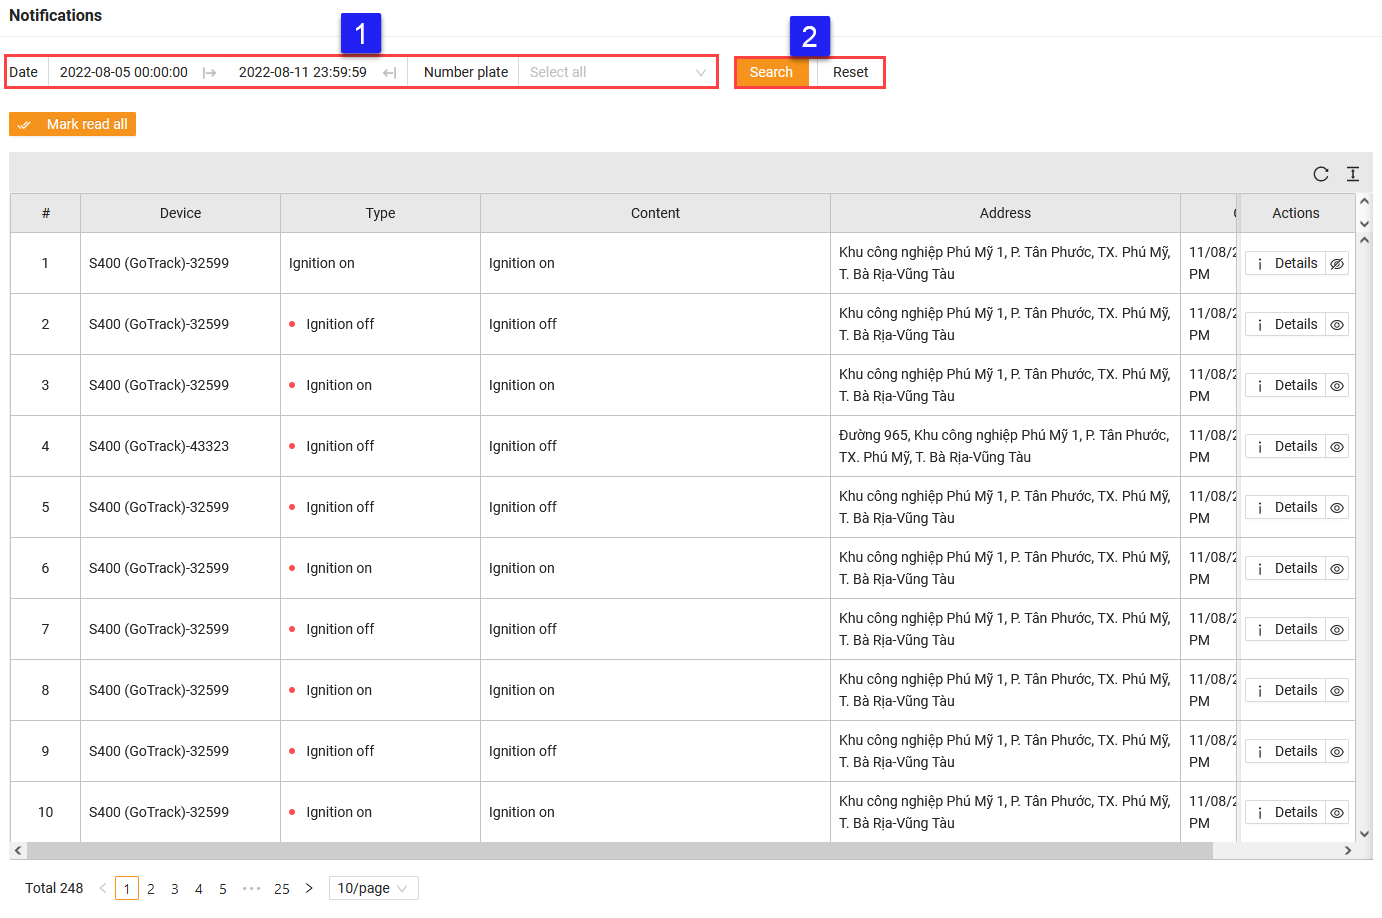 Notifications
1
2
Date 2022-08-05 00:00:00 2022-08-11 23:59:59 Number plate Select all Search Reset
Mark read all
# Device Type Content Address Actions
1 S400 (GoTrack)-32599 Ignition on Ignition on Khu công nghiệp Phú Mỹ 1, P. Tân Phước, TX. Phú Mỹ, 11/08/2 Details
T. Bà Rịa-Vũng Tàu PM
2 S400 (GoTrack)-32599 Ignition off Ignition off Khu công nghiệp Phú Mỹ 1, P. Tân Phước, TX. Phú Mỹ, 11/08/2 Details
T. Bà Rịa-Vũng Tàu PM
3 S400 (GoTrack)-32599 Ignition on Ignition on Khu công nghiệp Phú Mỹ 1, P. Tân Phước, TX. Phú Mỹ, 11/08/2 Details
T. Bà Rịa-Vũng Tàu PM
4 S400 (GoTrack)-43323 Ignition off Ignition off Đường 965, Khu công nghiệp Phú Mỹ 1, P. Tân Phước, 11/08/2 Details
TX. Phú Mỹ, T. Bà Rịa-Vũng Tàu PM
5 S400 (GoTrack)-32599 Ignition off Ignition off Khu công nghiệp Phú Mỹ 1, P. Tân Phước, TX. Phú Mỹ, 11/08/2 Details
T. Bà Rịa-Vũng Tàu PM
6 S400 (GoTrack)-32599 Ignition on Ignition on Khu công nghiệp Phú Mỹ 1, P. Tân Phước, TX. Phú Mỹ, 11/08/2 Details
T. Bà Rịa-Vũng Tàu PM
7 S400 (GoTrack)-32599 Ignition off Ignition off Khu công nghiệp Phú Mỹ 1, P. Tân Phước, TX. Phú Mỹ, 11/08/2 Details
T. Bà Rịa-Vũng Tàu PM
8 S400 (GoTrack)-32599 Ignition on Ignition on Khu công nghiệp Phú Mỹ 1, P. Tân Phước, TX. Phú Mỹ, 11/08/2 Details
T. Bà Rịa-Vũng Tàu PM
9 S400 (GoTrack)-32599 Ignition off Ignition off Khu công nghiệp Phú Mỹ 1, P. Tân Phước, TX. Phú Mỹ, 11/08/2 Details
T. Bà Rịa-Vũng Tàu PM
10 S400 (GoTrack)-32599 Ignition on Ignition on Khu công nghiệp Phú Mỹ 1, P. Tân Phước, TX. Phú Mỹ, 11/08/2 Details
T. Bà Rịa-Vũng Tàu PM
Total 248 < 1 2 3 4 5 ••• 25 > 10/page